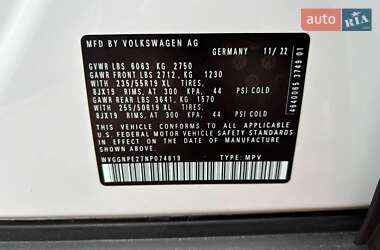 auto RIA
MFD BY VOLKSWAGEN AG
GERMANY 11/22
GVWR LBS 6063 KG 2750
GAWR FRONT LBS 2712, KG 1230
WITH 235/55R19 XL TIRES,
8JX19 RIMS, AT 300 KPA, 44 PSI COLD
GAWR REAR LBS 3641, KG 1570
WITH 255/50R19 XL TIRES,
8JX19 RIMS, AT 300 KPA, 44 PSI COLD
THIS VEHICLE CONFORMS TO ALL APPLICABLE
U.S. FEDERAL MOTOR VEHICLE SAFETY STANDARDS
IN EFFECT ON THE DATE OF MANUFACTURE SHOWN
ABOVE.
WVGGNPE27NP074819 TYPE: MPV